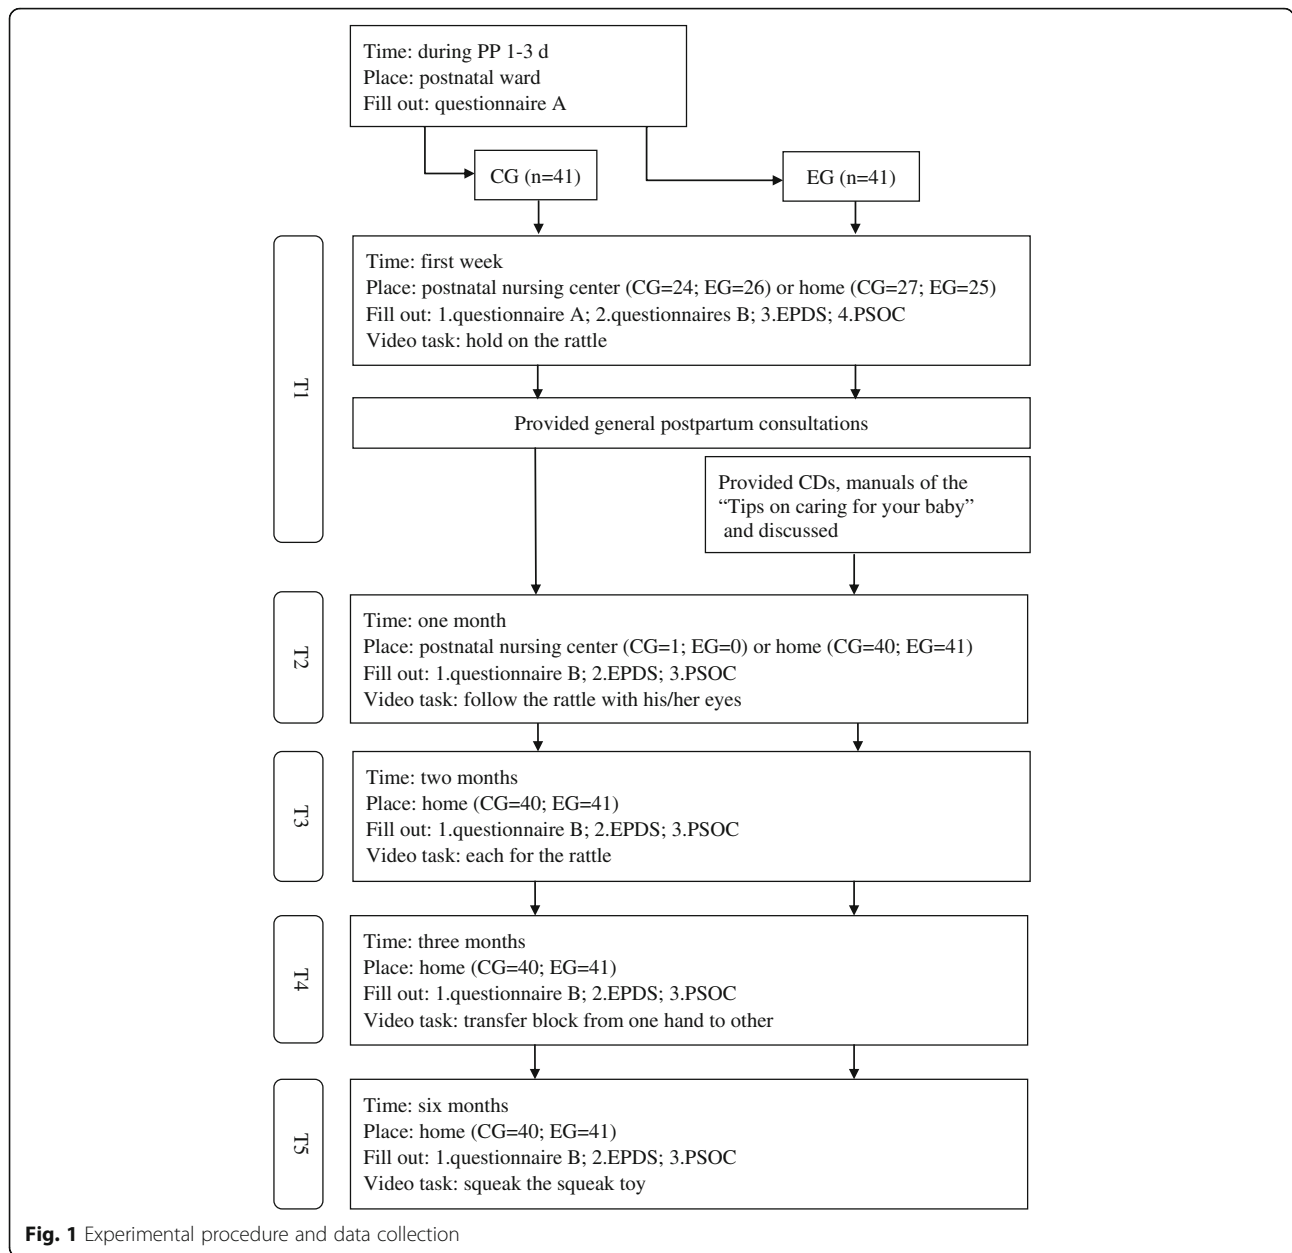 Time: during PP 1-3 d
Place: postnatal ward
Fill out: questionnaire A
CG (n=41)
EG (n=41)
T1
Time: first week
Place: postnatal nursing center (CG=24; EG=26) or home (CG=27; EG=25)
Fill out: 1.questionnaire A; 2.questionnaires B; 3.EPDS; 4.PSOC
Video task: hold on the rattle
Provided general postpartum consultations
Provided CDs, manuals of the
“Tips on caring for your baby”
and discussed
T2
Time: one month
Place: postnatal nursing center (CG=1; EG=0) or home (CG=40; EG=41)
Fill out: 1.questionnaire B; 2.EPDS; 3.PSOC
Video task: follow the rattle with his/her eyes
T3
Time: two months
Place: home (CG=40; EG=41)
Fill out: 1.questionnaire B; 2.EPDS; 3.PSOC
Video task: each for the rattle
T4
Time: three months
Place: home (CG=40; EG=41)
Fill out: 1.questionnaire B; 2.EPDS; 3.PSOC
Video task: transfer block from one hand to other
T5
Time: six months
Place: home (CG=40; EG=41)
Fill out: 1.questionnaire B; 2.EPDS; 3.PSOC
Video task: squeak the squeak toy
Fig. 1 Experimental procedure and data collection